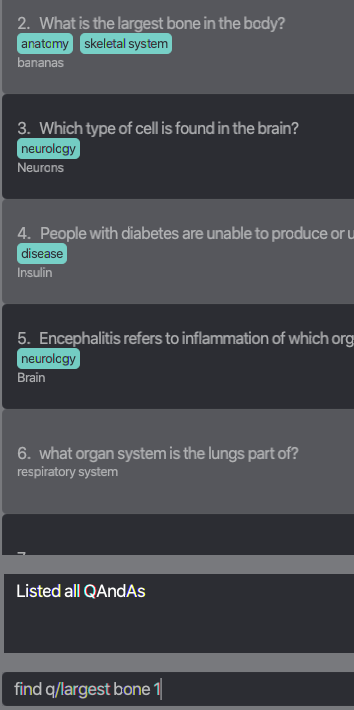 2. What is the largest bone in the body?
anatomy skeletal system
bananas
3. Which type of cell is found in the brain?
neurology
Neurons
4. People with diabetes are unable to produce or u
disease
Insulin
5. Encephalitis refers to inflammation of which org
neurology
Brain
6. what organ system is the lungs part of?
respiratory system
Listed all QAndAs
find q/largest bone 1